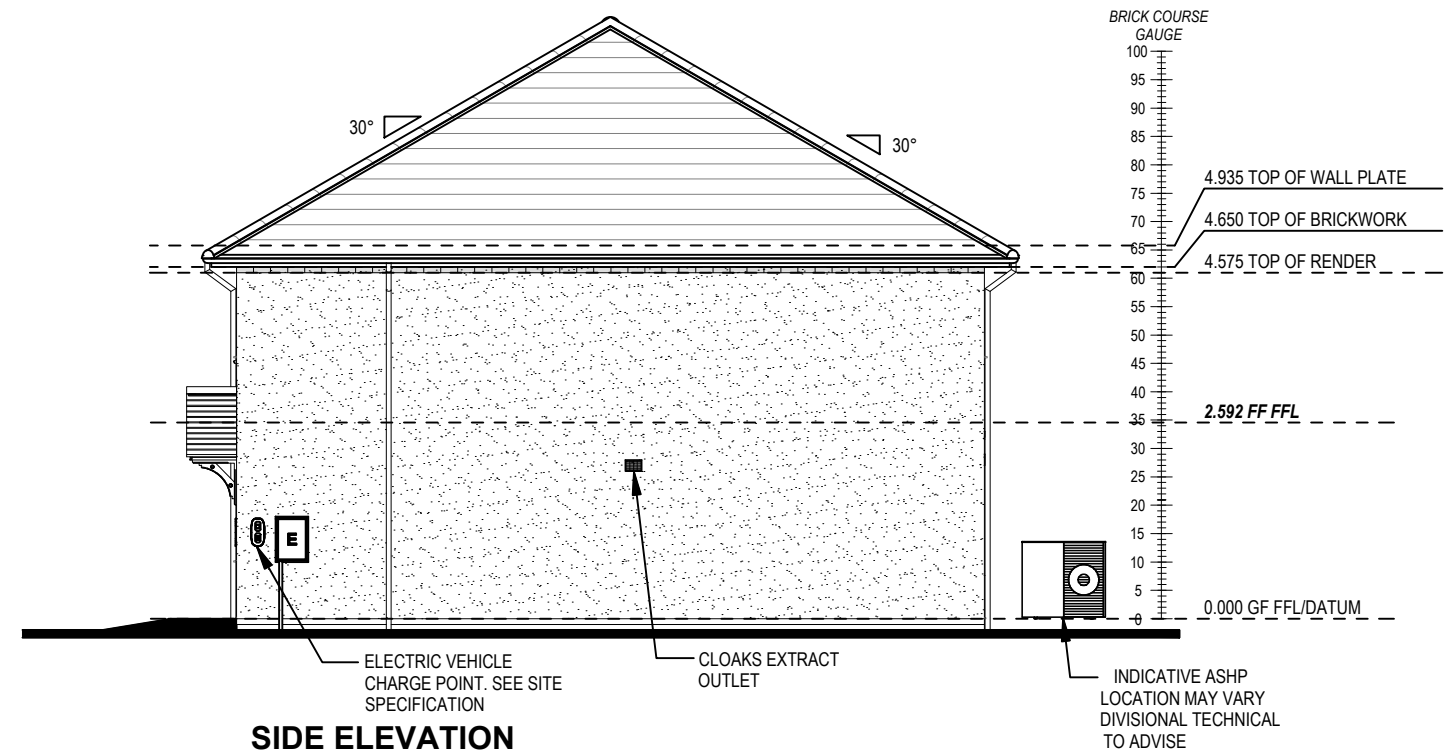 BRICK COURSE
GAUGE
100
95
90
85
80
75
70
65
60
55
50
45
40
35
30
25
20
15
10
5
0
30°
30°
4.935 TOP OF WALL PLATE
4.650 TOP OF BRICKWORK
4.575 TOP OF RENDER
2.592 FF FFL
0.000 GF FFL/DATUM
E
ELECTRIC VEHICLE
CHARGE POINT. SEE SITE
SPECIFICATION
CLOAKS EXTRACT
OUTLET
INDICATIVE ASHP
LOCATION MAY VARY
DIVISIONAL TECHNICAL
TO ADVISE
SIDE ELEVATION